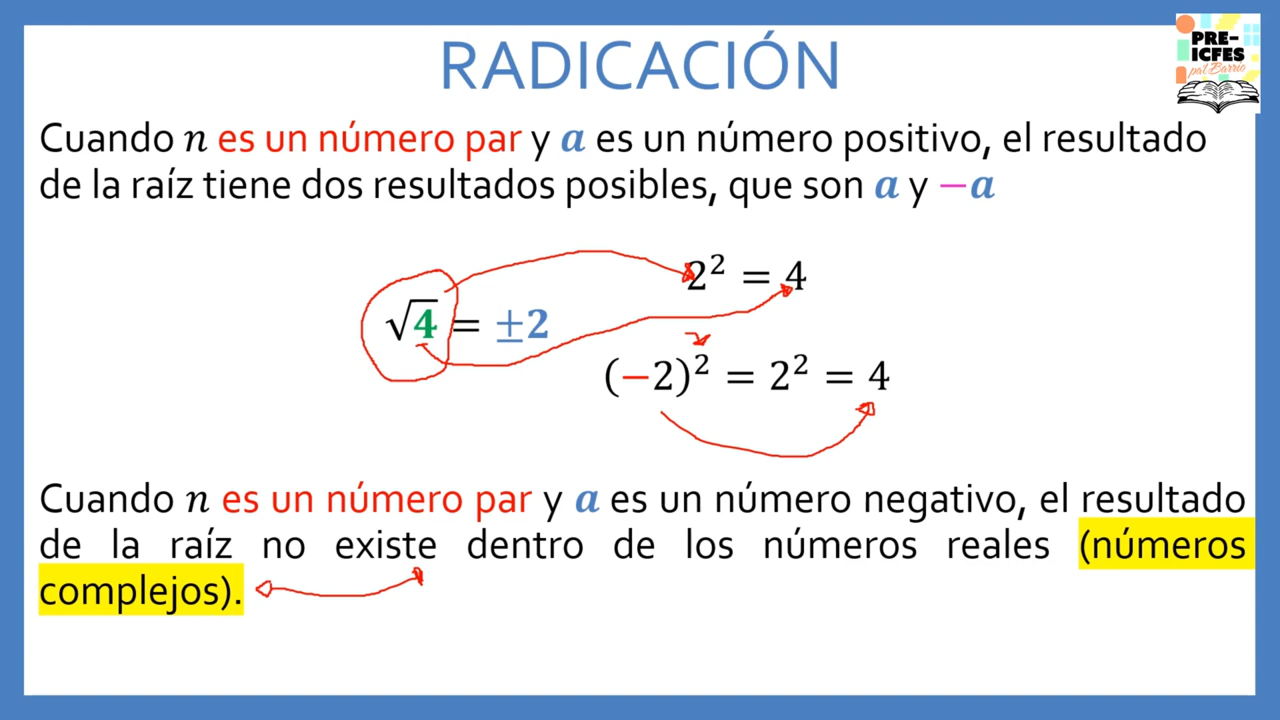 PRE-
ICFES
pal Barrio
RADICACIÓN
Cuando n es un número par y a es un número positivo, el resultado
de la raíz tiene dos resultados posibles, que son a y −a
2² = 4
√4 = ±2
(−2)² = 2² = 4
Cuando n es un número par y a es un número negativo, el resultado
de la raíz no existe dentro de los números reales (números
complejos).